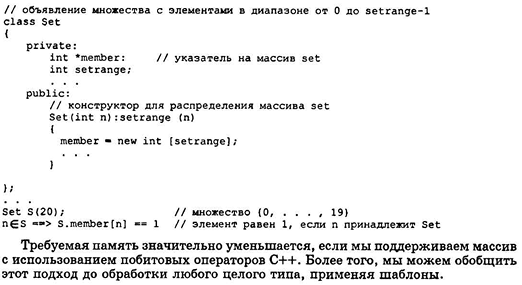 // объявление множества с элементами в диапазоне от 0 до setrange-1
class Set
{
private:
int *member: // указатель на массив set
int setrange;
. . .
public:
// конструктор для распределения массива set
Set(int n):setrange (n)
{
member = new int [setrange];
. . .
}
};
. . .
Set S(20); // множество {0, . . . , 19}
n∈S ==> S.member[n] == 1 // элемент равен 1, если n принадлежит Set
Требуемая память значительно уменьшается, если мы поддерживаем массив
с использованием побитовых операторов C++. Более того, мы можем обобщить
этот подход до обработки любого целого типа, применяя шаблоны.